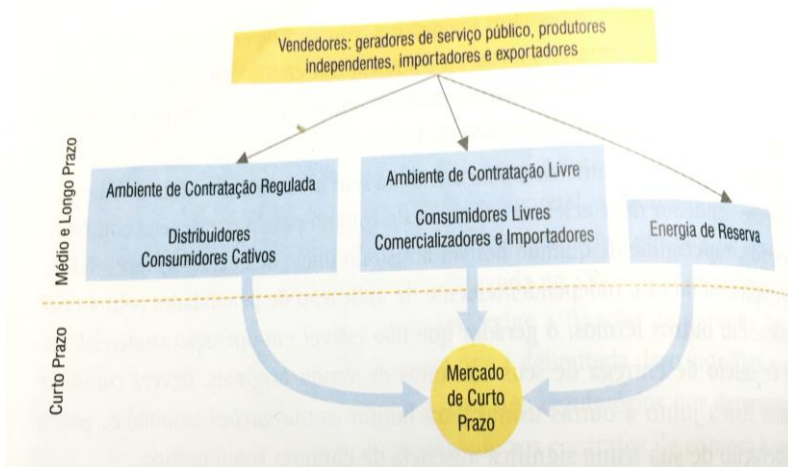 Vendedores: geradores de serviço público, produtores
independentes, importadores e exportadores
Médio e Longo Prazo
Ambiente de Contratação Regulada
Distribuidores
Consumidores Cativos
Ambiente de Contratação Livre
Consumidores Livres
Comercializadores e Importadores
Energia de Reserva
Curto Prazo
Mercado
de Curto
Prazo